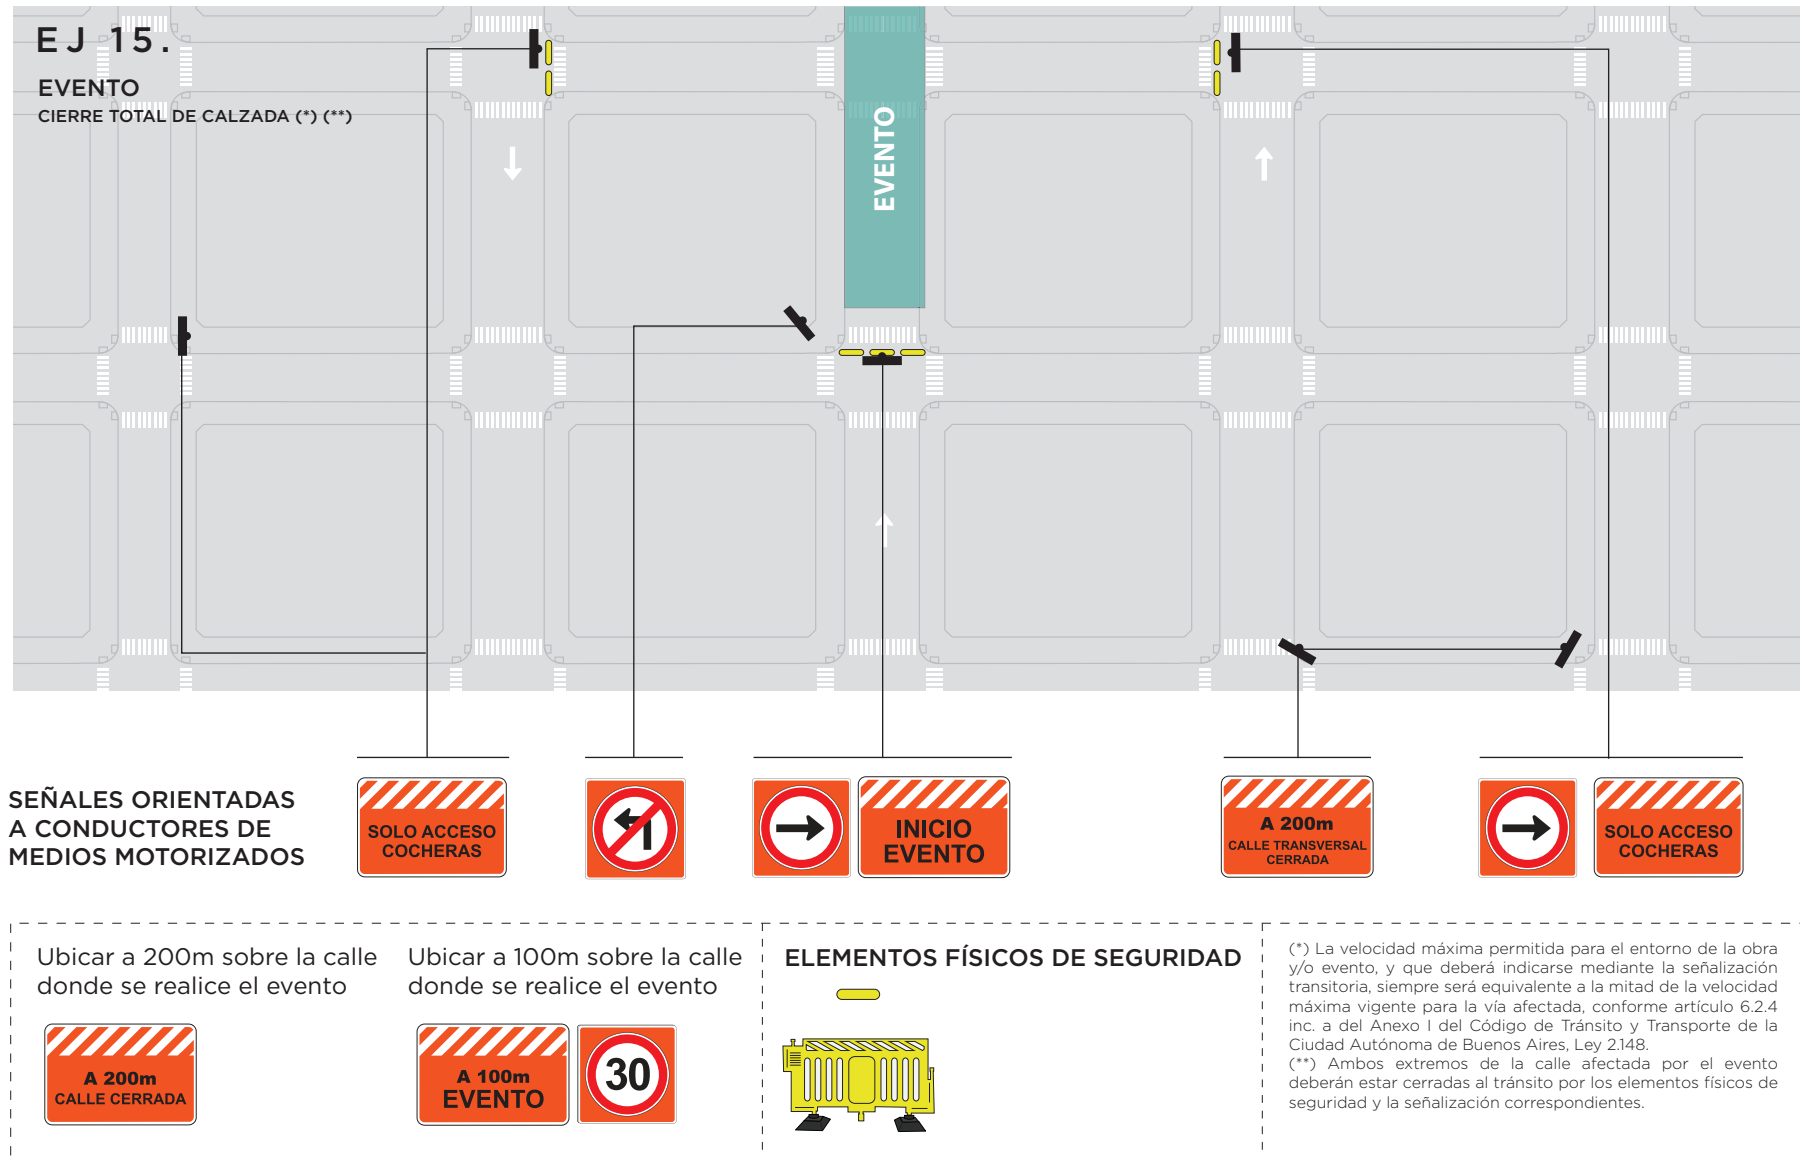 EJ 15.
EVENTO
CIERRE TOTAL DE CALZADA (*) (**)
EVENTO
SEÑALES ORIENTADAS
A CONDUCTORES DE
MEDIOS MOTORIZADOS
SOLO ACCESO
COCHERAS
INICIO
EVENTO
A 200m
CALLE TRANSVERSAL
CERRADA
SOLO ACCESO
COCHERAS
Ubicar a 200m sobre la calle
donde se realice el evento
A 200m
CALLE CERRADA
Ubicar a 100m sobre la calle
donde se realice el evento
A 100m
EVENTO
30
ELEMENTOS FÍSICOS DE SEGURIDAD
(*) La velocidad máxima permitida para el entorno de la obra
y/o evento, y que deberá indicarse mediante la señalización
transitoria, siempre será equivalente a la mitad de la velocidad
máxima vigente para la vía afectada, conforme artículo 6.2.4
inc. a del Anexo I del Código de Tránsito y Transporte de la
Ciudad Autónoma de Buenos Aires, Ley 2.148.
(**) Ambos extremos de la calle afectada por el evento
deberán estar cerradas al tránsito por los elementos físicos de
seguridad y la señalización correspondientes.